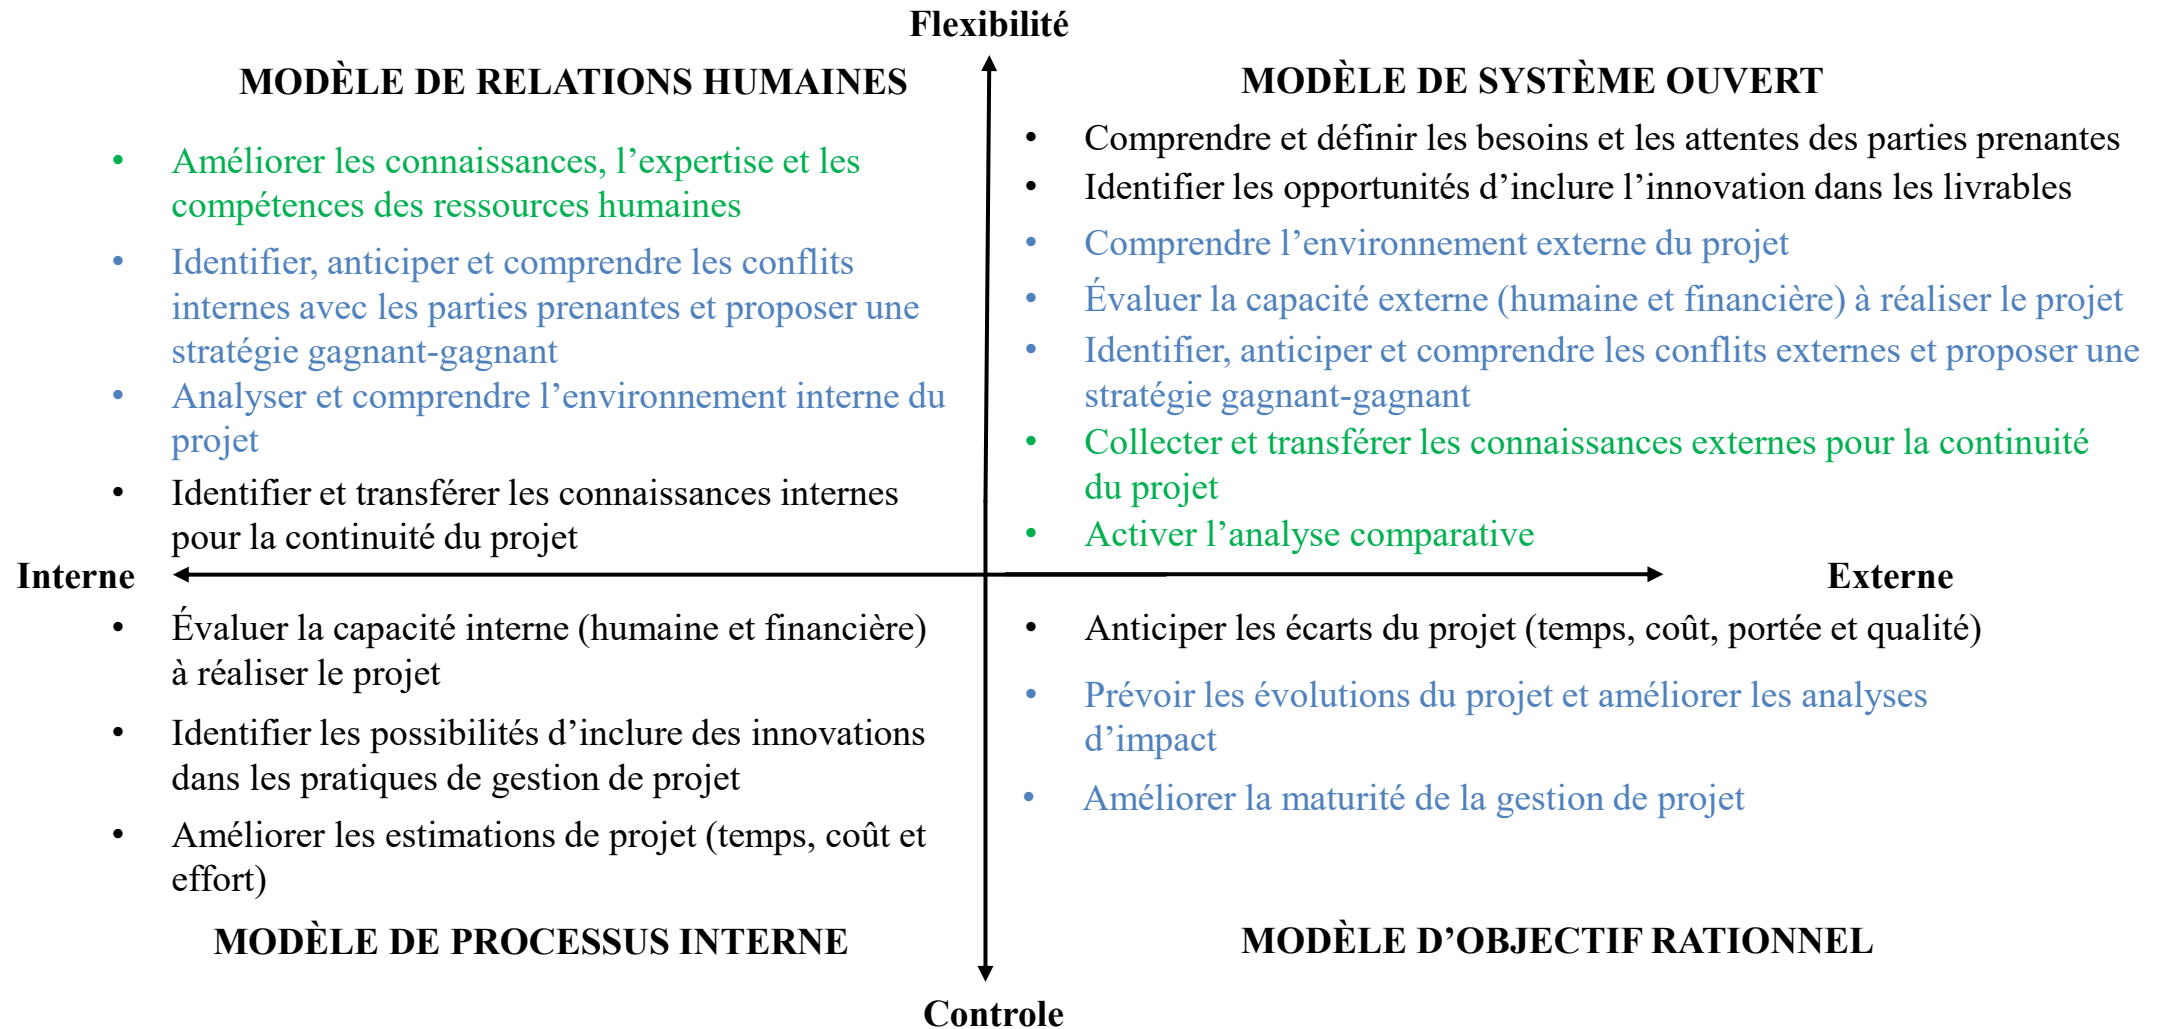 Flexibilité
MODÈLE DE RELATIONS HUMAINES
• Améliorer les connaissances, l’expertise et les
compétences des ressources humaines
• Identifier, anticiper et comprendre les conflits
internes avec les parties prenantes et proposer une
stratégie gagnant-gagnant
• Analyser et comprendre l’environnement interne du
projet
• Identifier et transférer les connaissances internes
pour la continuité du projet
MODÈLE DE SYSTÈME OUVERT
• Comprendre et définir les besoins et les attentes des parties prenantes
• Identifier les opportunités d’inclure l’innovation dans les livrables
• Comprendre l’environnement externe du projet
• Évaluer la capacité externe (humaine et financière) à réaliser le projet
• Identifier, anticiper et comprendre les conflits externes et proposer une
stratégie gagnant-gagnant
• Collecter et transférer les connaissances externes pour la continuité
du projet
• Activer l’analyse comparative
Interne
Externe
• Évaluer la capacité interne (humaine et financière)
à réaliser le projet
• Identifier les possibilités d’inclure des innovations
dans les pratiques de gestion de projet
• Améliorer les estimations de projet (temps, coût et
effort)
MODÈLE DE PROCESSUS INTERNE
• Anticiper les écarts du projet (temps, coût, portée et qualité)
• Prévoir les évolutions du projet et améliorer les analyses
d’impact
• Améliorer la maturité de la gestion de projet
MODÈLE D’OBJECTIF RATIONNEL
Controle